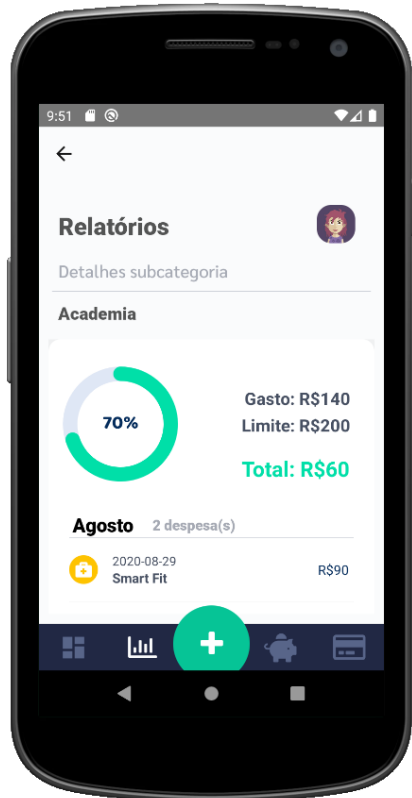 9:51
Relatórios
Detalhes subcategoria
Academia
70%
Gasto: R$140
Limite: R$200
Total: R$60
Agosto 2 despesa(s)
2020-08-29
Smart Fit
R$90